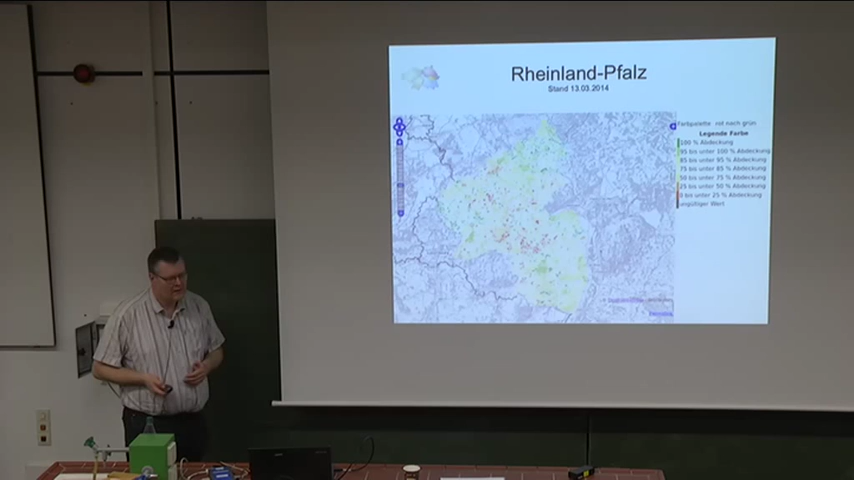 Rheinland-Pfalz
Stand 13.03.2014
Farbpalette mit nach grün
Legende Farbe
100 % Abdeckung
95 bis unter 100 % Abdeckung
85 bis unter 95 % Abdeckung
75 bis unter 85 % Abdeckung
50 bis unter 75 % Abdeckung
25 bis unter 50 % Abdeckung
0 bis unter 25 % Abdeckung
ungültiger Wert